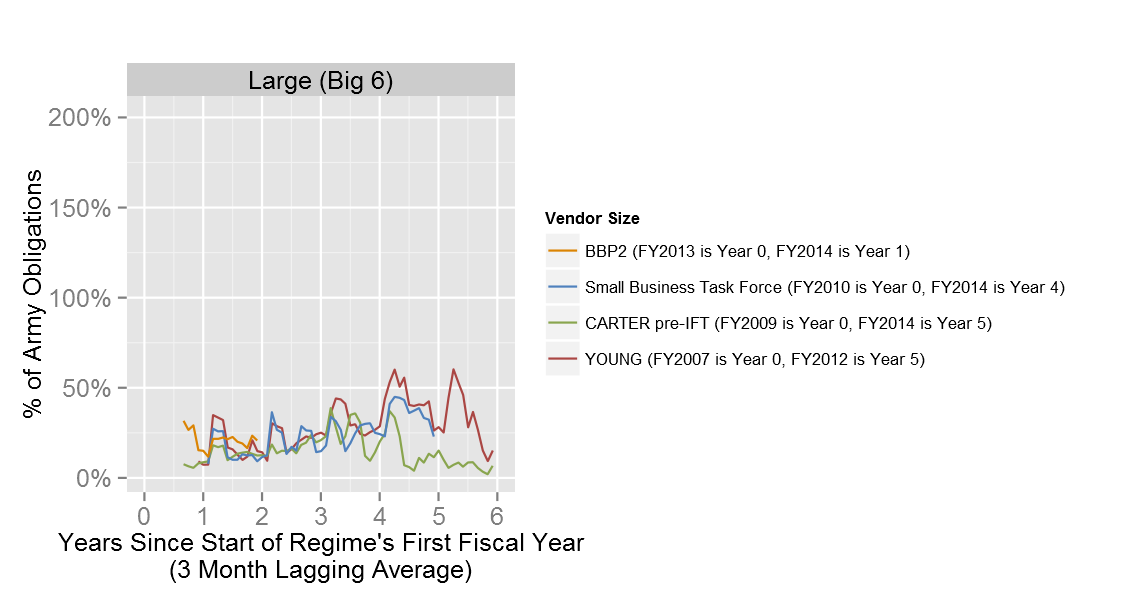 Large (Big 6)
200%
150%
100%
50%
0%
% of Army Obligations
0 1 2 3 4 5 6
Years Since Start of Regime's First Fiscal Year
(3 Month Lagging Average)
Vendor Size
BBP2 (FY2013 is Year 0, FY2014 is Year 1)
Small Business Task Force (FY2010 is Year 0, FY2014 is Year 4)
CARTER pre-IFT (FY2009 is Year 0, FY2014 is Year 5)
YOUNG (FY2007 is Year 0, FY2012 is Year 5)